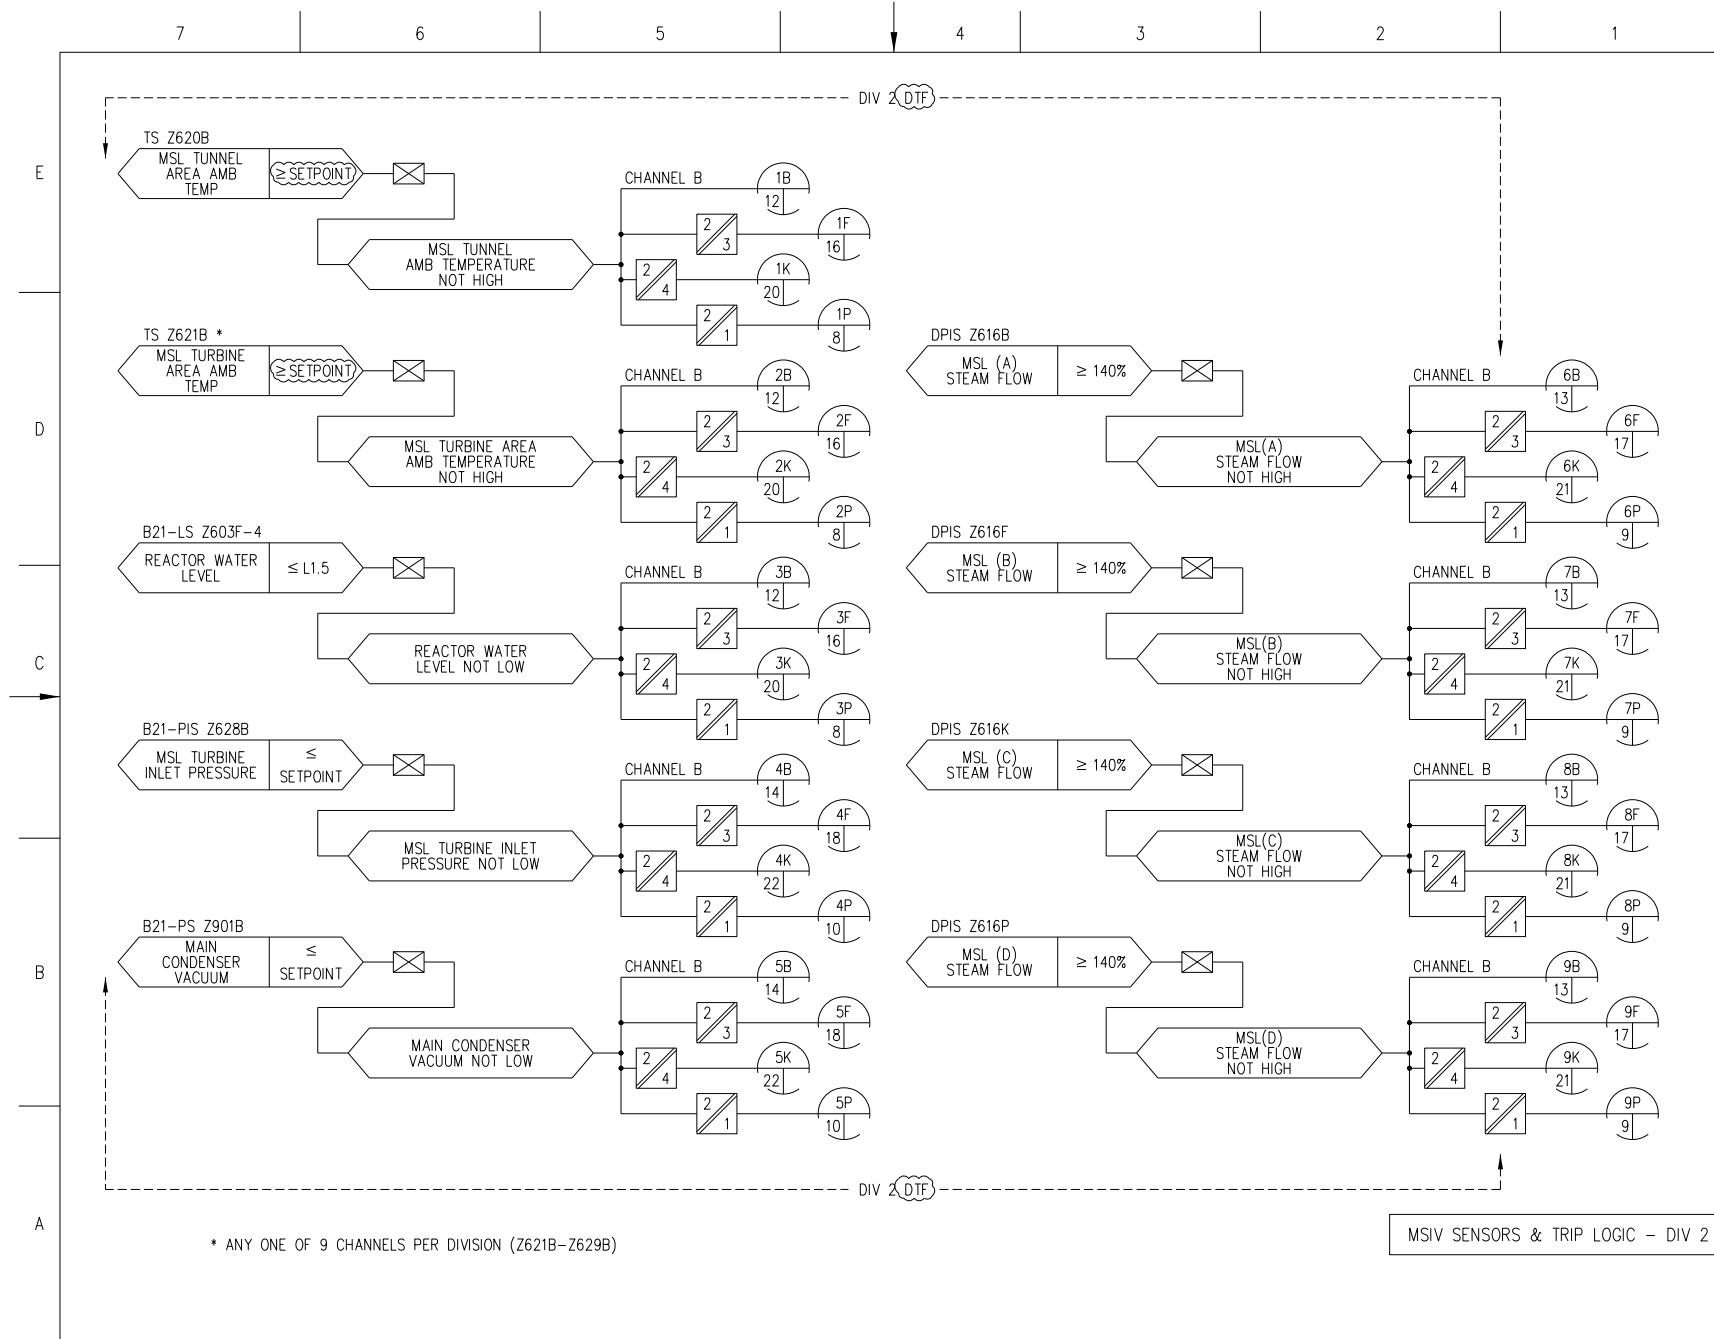 7 6 5 4 3 2 1
DIV 2 DTF
E
TS Z620B
MSL TUNNEL
AREA AMB
TEMP
≥ SETPOINT
MSL TUNNEL
AMB TEMPERATURE
NOT HIGH
CHANNEL B
1B
12
2/3
1F
16
2/4
1K
20
2/1
1P
8
D
TS Z621B *
MSL TURBINE
AREA AMB
TEMP
≥ SETPOINT
MSL TURBINE AREA
AMB TEMPERATURE
NOT HIGH
CHANNEL B
2B
12
2/3
2F
16
2/4
2K
20
2/1
2P
8
B21-LS Z603F-4
REACTOR WATER
LEVEL
≤ L1.5
C
REACTOR WATER
LEVEL NOT LOW
CHANNEL B
3B
12
2/3
3F
16
2/4
3K
20
2/1
3P
8
B21-PIS Z628B
MSL TURBINE
INLET PRESSURE
≤
SETPOINT
MSL TURBINE INLET
PRESSURE NOT LOW
CHANNEL B
4B
14
2/3
4F
18
2/4
4K
22
2/1
4P
10
B
B21-PS Z901B
MAIN
CONDENSER
VACUUM
≤
SETPOINT
MAIN CONDENSER
VACUUM NOT LOW
CHANNEL B
5B
14
2/3
5F
18
2/4
5K
22
2/1
5P
10
DPIS Z616B
MSL (A)
STEAM FLOW
≥ 140%
MSL(A)
STEAM FLOW
NOT HIGH
CHANNEL B
6B
13
2/3
6F
17
2/4
6K
21
2/1
6P
9
DPIS Z616F
MSL (B)
STEAM FLOW
≥ 140%
MSL(B)
STEAM FLOW
NOT HIGH
CHANNEL B
7B
13
2/3
7F
17
2/4
7K
21
2/1
7P
9
DPIS Z616K
MSL (C)
STEAM FLOW
≥ 140%
MSL(C)
STEAM FLOW
NOT HIGH
CHANNEL B
8B
13
2/3
8F
17
2/4
8K
21
2/1
8P
9
DPIS Z616P
MSL (D)
STEAM FLOW
≥ 140%
MSL(D)
STEAM FLOW
NOT HIGH
CHANNEL B
9B
13
2/3
9F
17
2/4
9K
21
2/1
9P
9
DIV 2 DTF
A
* ANY ONE OF 9 CHANNELS PER DIVISION (Z621B-Z629B)
MSIV SENSORS & TRIP LOGIC - DIV 2